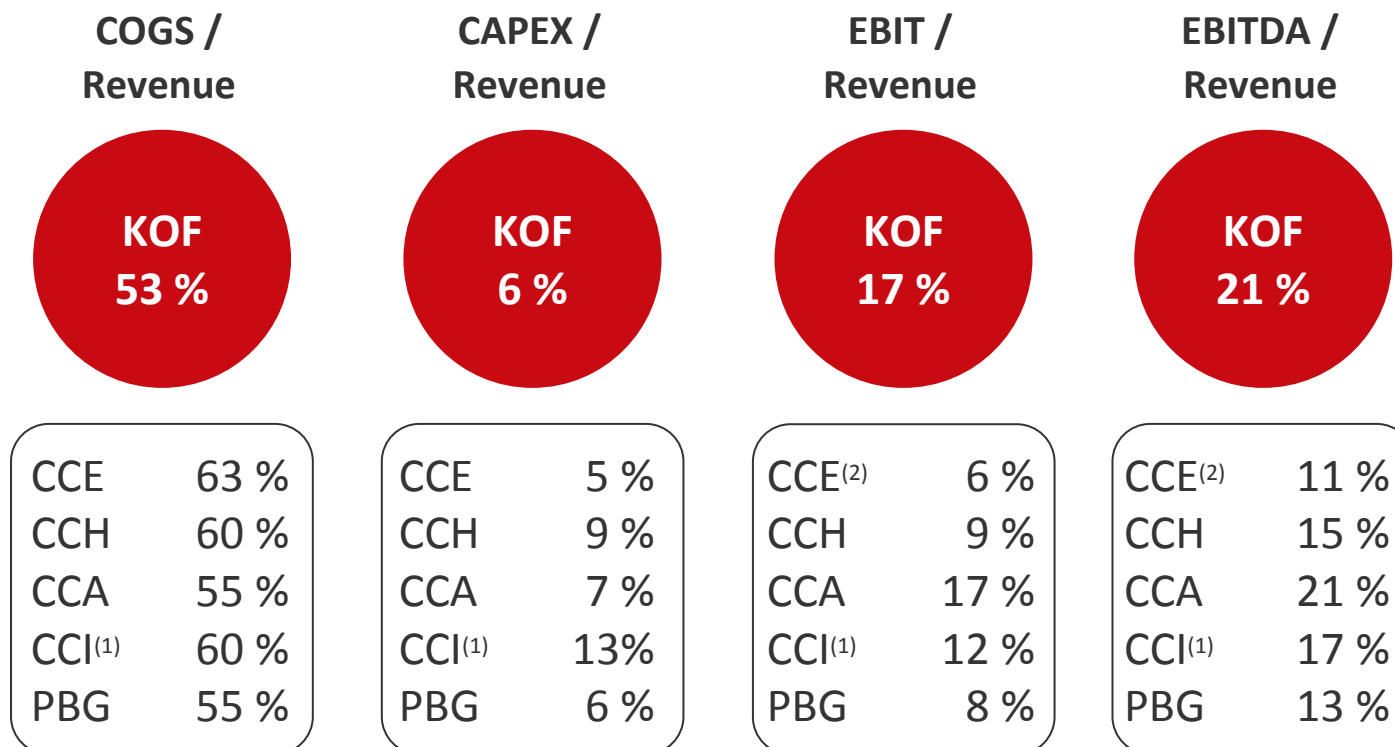 COGS /
Revenue
KOF
53 %
CCE 63 %
CCH 60 %
CCA 55 %
CCI(1) 60 %
PBG 55 %
CAPEX /
Revenue
KOF
6 %
CCE 5 %
CCH 9 %
CCA 7 %
CCI(1) 13%
PBG 6 %
EBIT /
Revenue
KOF
17 %
CCE(2) 6 %
CCH 9 %
CCA 17 %
CCI(1) 12 %
PBG 8 %
EBITDA /
Revenue
KOF
21 %
CCE(2) 11 %
CCH 15 %
CCA 21 %
CCI(1) 17 %
PBG 13 %